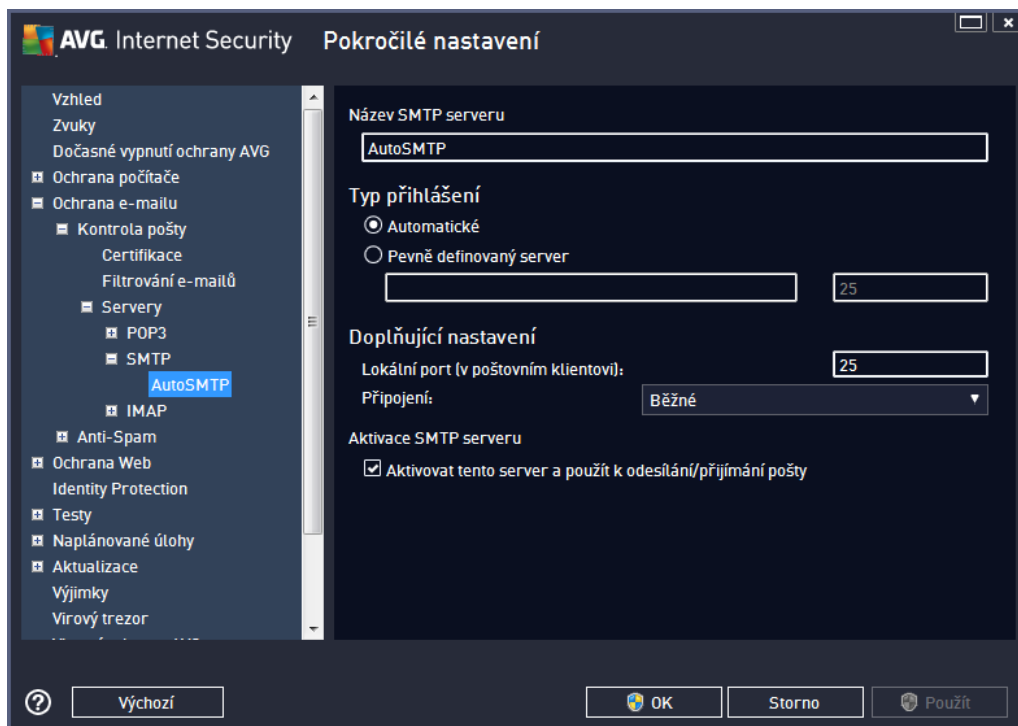 AVG. Internet Security Pokročilé nastavení
Vzhled
Zvuky
Dočasné vypnutí ochrany AVG
Ochrana počítače
Ochrana e-mailu
Kontrola pošty
Certifikace
Filtrování e-mailů
Servery
POP3
SMTP
AutoSMTP
IMAP
Anti-Spam
Ochrana Web
Identity Protection
Testy
Naplánované úlohy
Aktualizace
Výjimky
Virový trezor
Název SMTP serveru
AutoSMTP
Typ přihlášení
Automatické
Pevně definovaný server
25
Doplňující nastavení
Lokální port (v poštovním klientovi): 25
Připojení: Běžné
Aktivace SMTP serveru
Aktivovat tento server a použít k odesílání/přijímání pošty
Výchozí OK Storno Použít